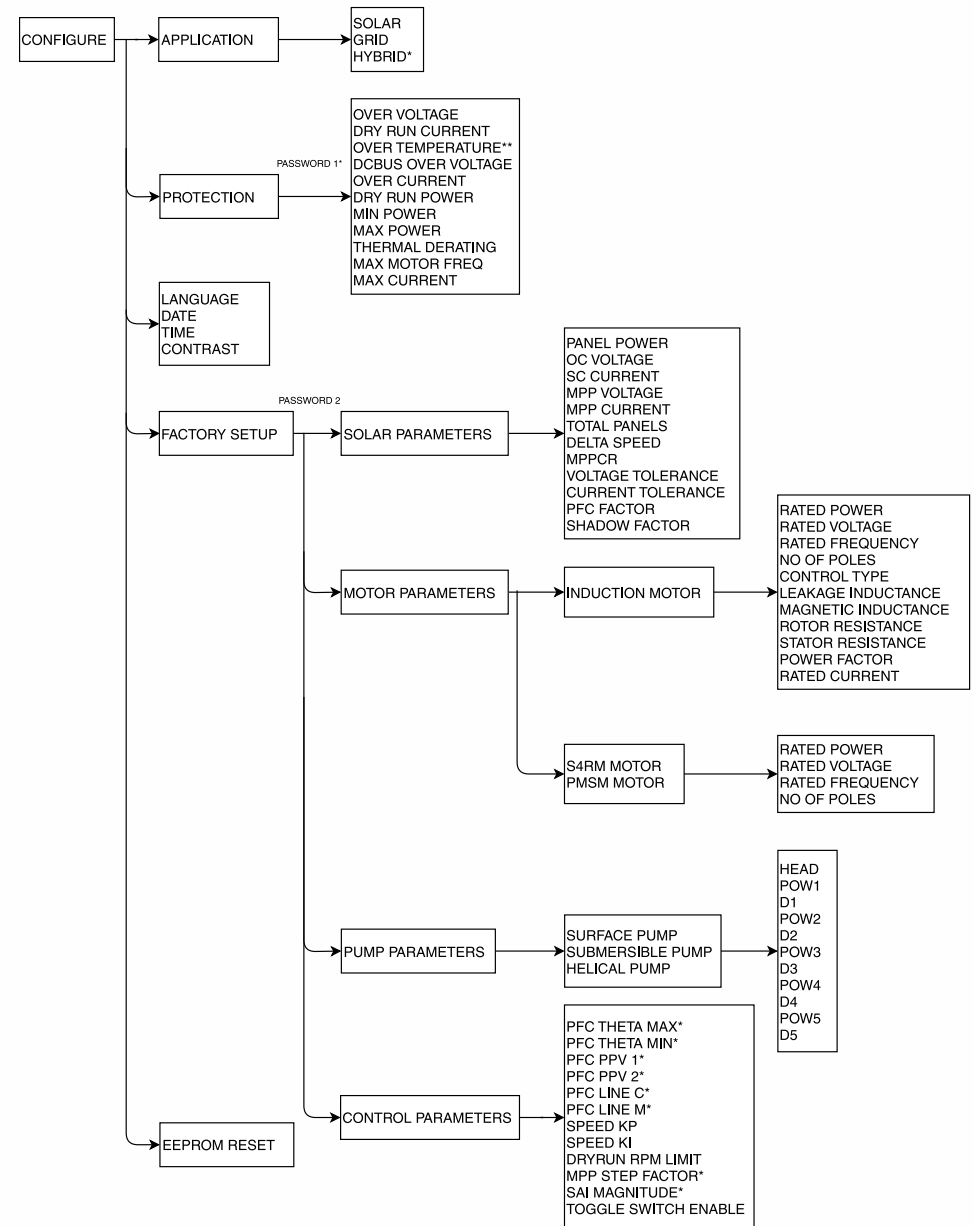 CONFIGURE
APPLICATION
SOLAR
GRID
HYBRID*
PROTECTION
PASSWORD 1*
OVER VOLTAGE
DRY RUN CURRENT
OVER TEMPERATURE**
DCBUS OVER VOLTAGE
OVER CURRENT
DRY RUN POWER
MIN POWER
MAX POWER
THERMAL DERATING
MAX MOTOR FREQ
MAX CURRENT
LANGUAGE
DATE
TIME
CONTRAST
FACTORY SETUP
PASSWORD 2
SOLAR PARAMETERS
PANEL POWER
OC VOLTAGE
SC CURRENT
MPP VOLTAGE
MPP CURRENT
TOTAL PANELS
DELTA SPEED
MPPCR
VOLTAGE TOLERANCE
CURRENT TOLERANCE
PFC FACTOR
SHADOW FACTOR
MOTOR PARAMETERS
INDUCTION MOTOR
RATED POWER
RATED VOLTAGE
RATED FREQUENCY
NO OF POLES
CONTROL TYPE
LEAKAGE INDUCTANCE
MAGNETIC INDUCTANCE
ROTOR RESISTANCE
STATOR RESISTANCE
POWER FACTOR
RATED CURRENT
S4RM MOTOR
PMSM MOTOR
RATED POWER
RATED VOLTAGE
RATED FREQUENCY
NO OF POLES
PUMP PARAMETERS
SURFACE PUMP
SUBMERSIBLE PUMP
HELICAL PUMP
HEAD
POW1
D1
POW2
D2
POW3
D3
POW4
D4
POW5
D5
CONTROL PARAMETERS
PFC THETA MAX*
PFC THETA MIN*
PFC PPV 1*
PFC PPV 2*
PFC LINE C*
PFC LINE M*
SPEED KP
SPEED KI
DRYRUN RPM LIMIT
MPP STEP FACTOR*
SAI MAGNITUDE*
TOGGLE SWITCH ENABLE
EEPROM RESET